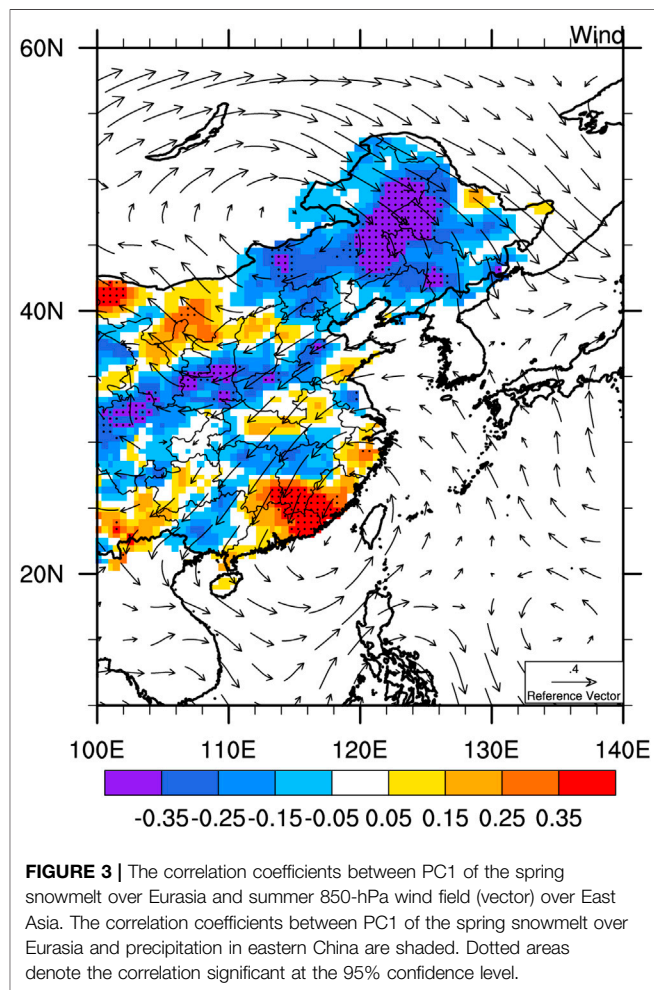 Wind
60N
40N
20N
.4
Reference Vector
100E 110E 120E 130E 140E
-0.35 -0.25 -0.15 -0.05 0.05 0.15 0.25 0.35
FIGURE 3 | The correlation coefficients between PC1 of the spring
snowmelt over Eurasia and summer 850-hPa wind field (vector) over East
Asia. The correlation coefficients between PC1 of the spring snowmelt over
Eurasia and precipitation in eastern China are shaded. Dotted areas
denote the correlation significant at the 95% confidence level.